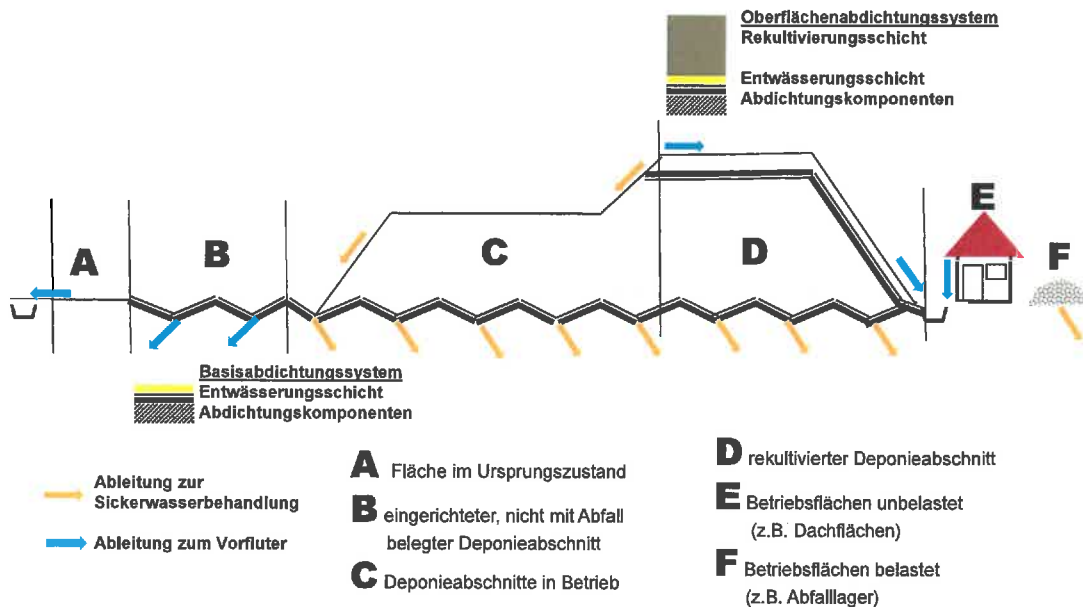 Oberflächenabdichtungssystem
Rekultivierungsschicht
Entwässerungsschicht
Abdichtungskomponenten
A
B
C
D
E
F
Basisabdichtungssystem
Entwässerungsschicht
Abdichtungskomponenten
Ableitung zur
Sickerwasserbehandlung
Ableitung zum Vorfluter
A Fläche im Ursprungszustand
B eingerichteter, nicht mit Abfall
belegter Deponieabschnitt
C Deponieabschnitte in Betrieb
D rekultivierter Deponieabschnitt
E Betriebsflächen unbelastet
(z.B. Dachflächen)
F Betriebsflächen belastet
(z.B. Abfalllager)